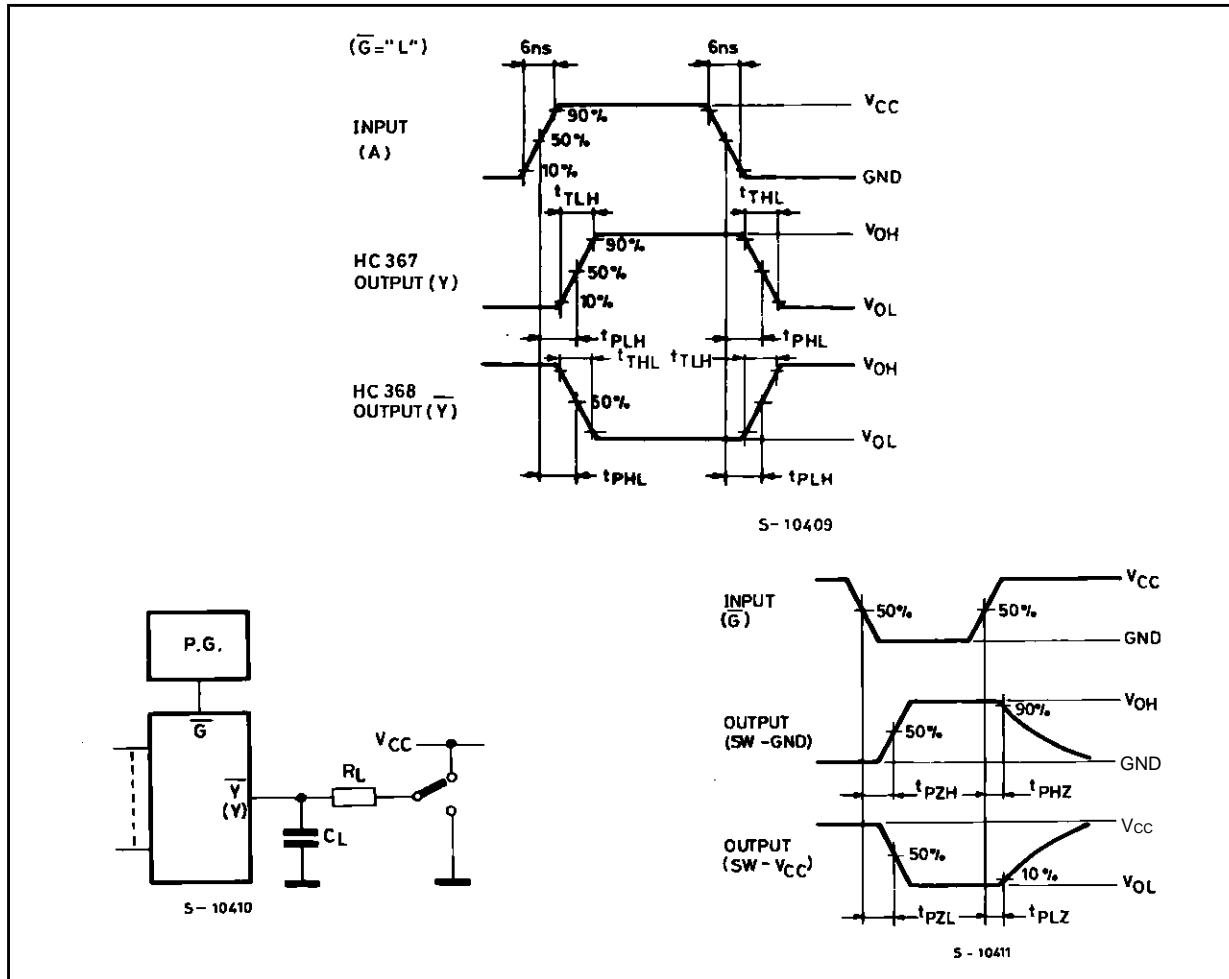 (G̅="L")
6ns 6ns
INPUT
(A)
VCC
90%
50%
10%
GND
tTLH tTHL
HC 367
OUTPUT (Y)
VOH
90%
50%
10%
VOL
tPLH tPHL
tTHL tTLH
HC 368
OUTPUT (Y̅)
VOH
50%
VOL
tPHL tPLH
S-10409
P.G.
G̅
Y̅
(Y)
RL
VCC
CL
S-10410
INPUT
(G̅)
VCC
50% 50%
GND
OUTPUT
(SW-GND)
VOH
90%
50%
GND
tPZH tPHZ
OUTPUT
(SW-VCC)
VCC
50%
10%
VOL
tPZL tPLZ
S-10411